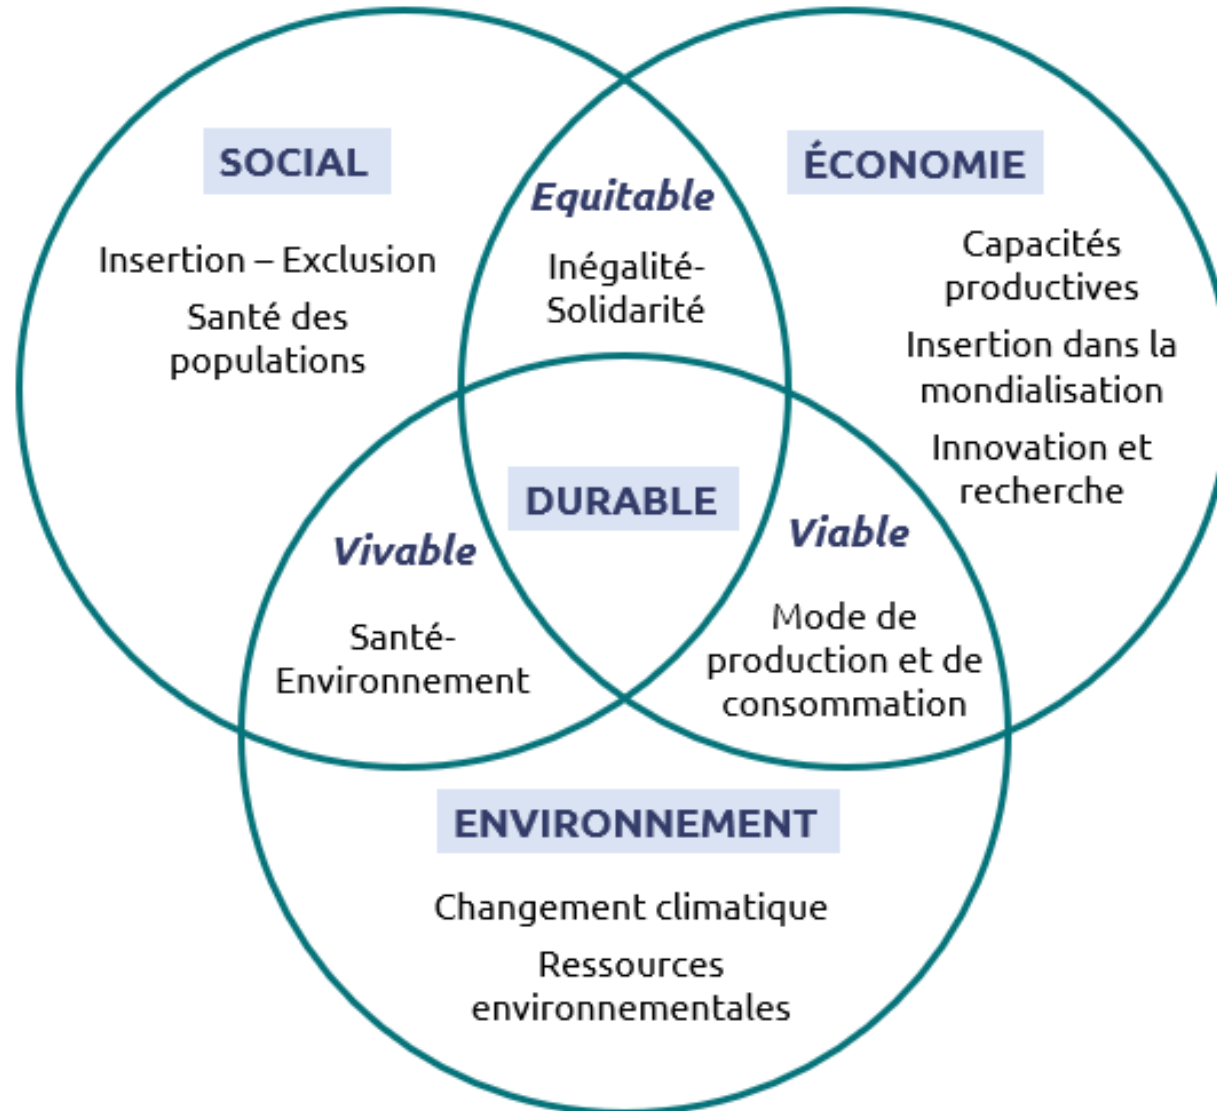 SOCIAL
Insertion – Exclusion
Santé des
populations
Equitable
Inégalité-
Solidarité
ÉCONOMIE
Capacités
productives
Insertion dans la
mondialisation
Innovation et
recherche
DURABLE
Vivable
Santé-
Environnement
Viable
Mode de
production et de
consommation
ENVIRONNEMENT
Changement climatique
Ressources
environnementales